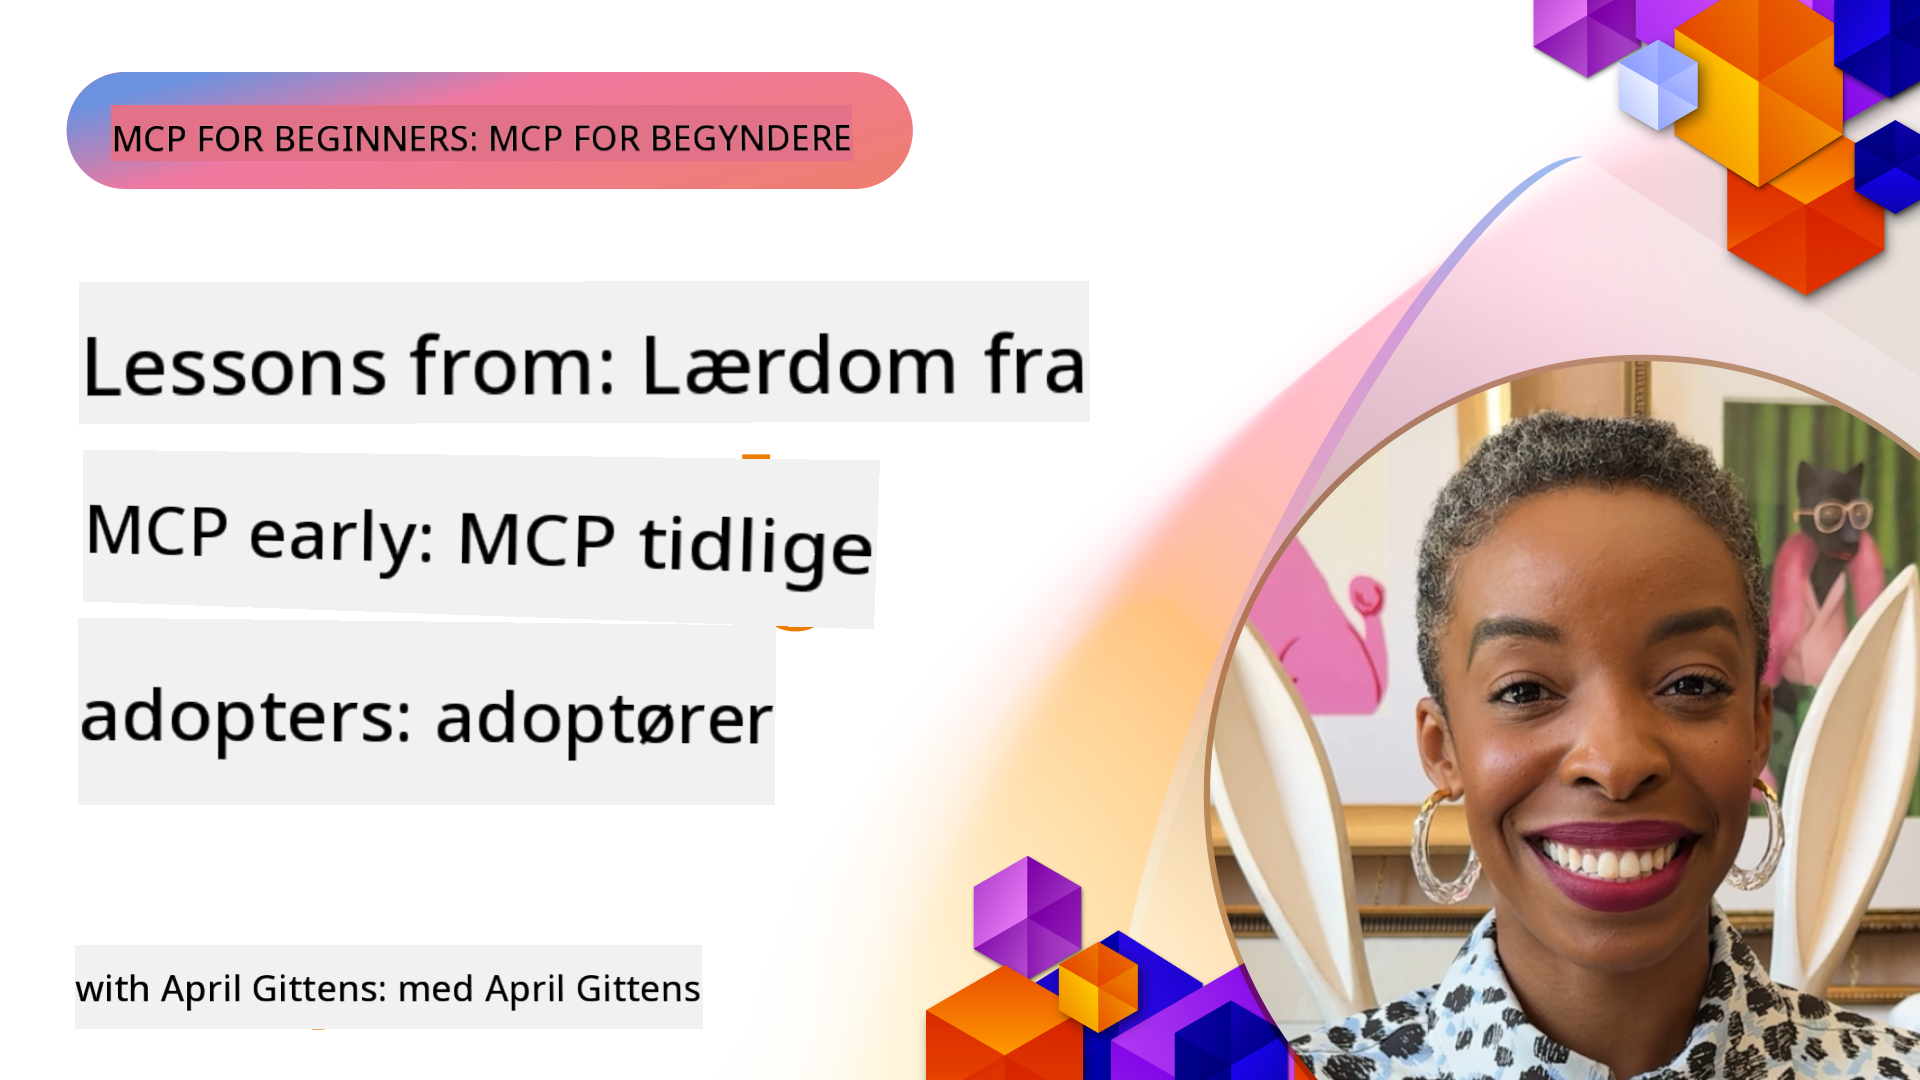 MCP FOR BEGINNERS: MCP FOR BEGYNDERE
Lessons from: Lærdom fra
MCP early: MCP tidlige
adopters: adoptører
with April Gittens: med April Gittens